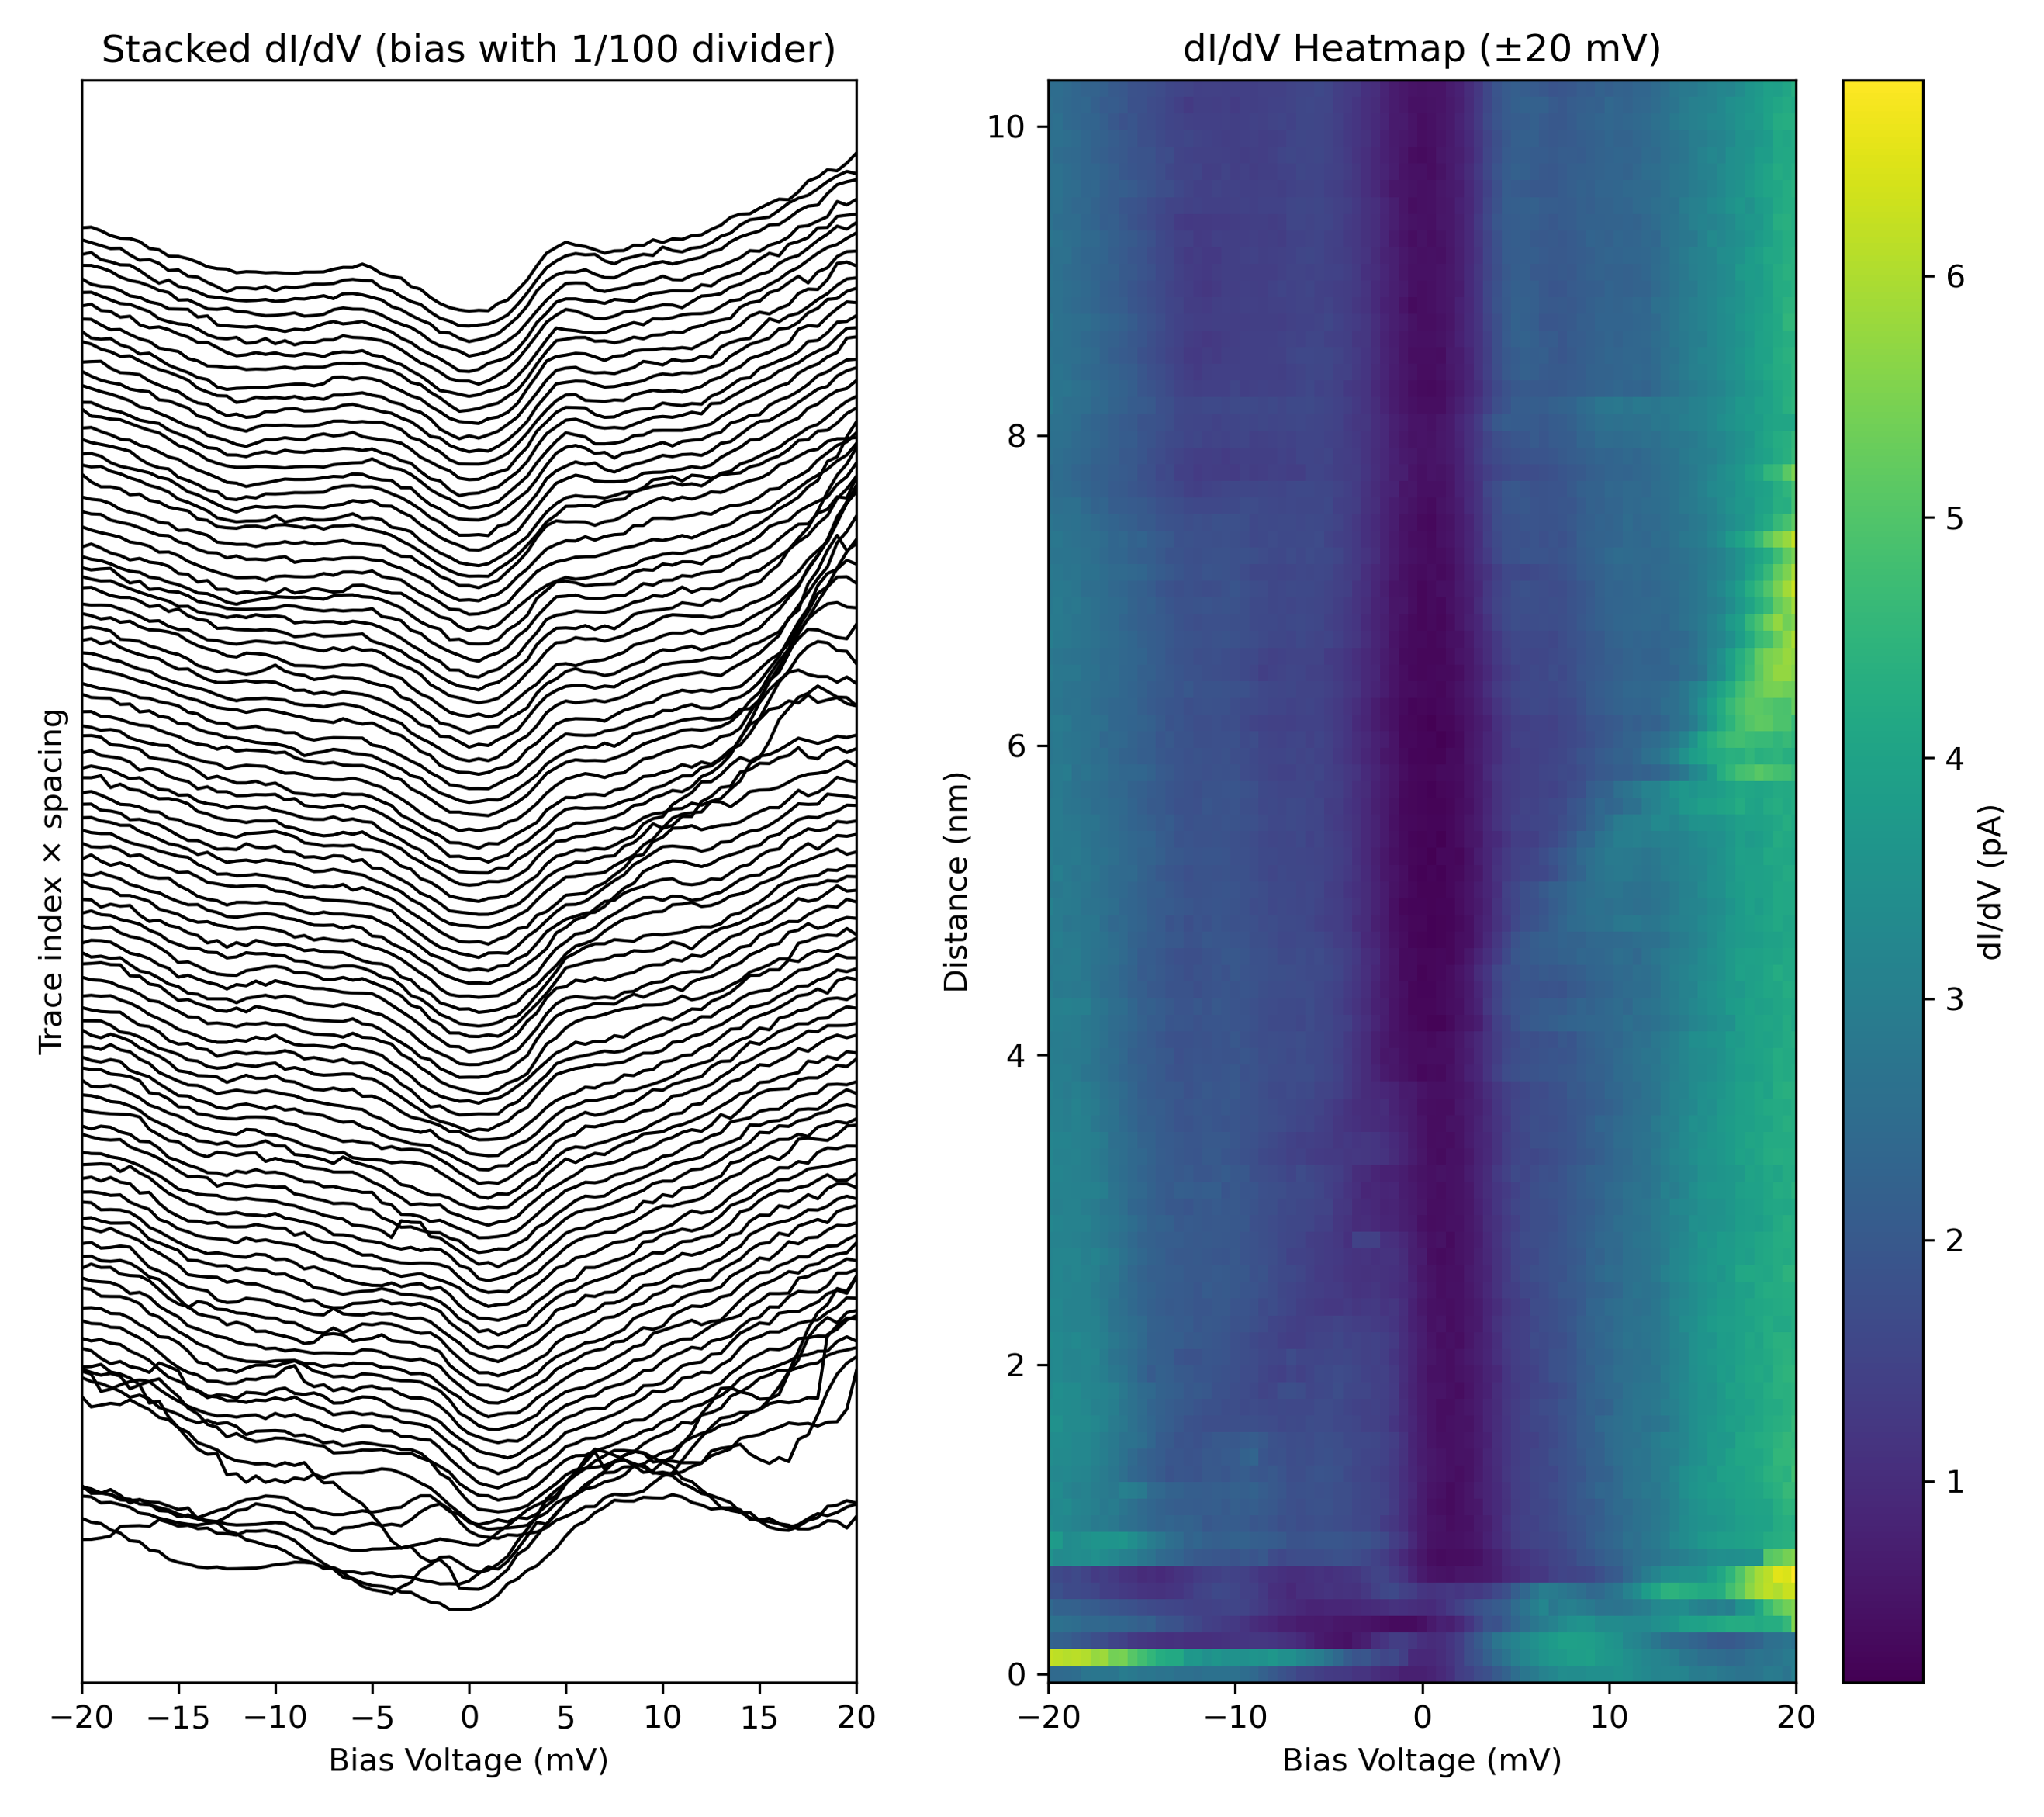 Stacked dI/dV (bias with 1/100 divider)
Trace index × spacing
−20 −15 −10 −5 0 5 10 15 20
Bias Voltage (mV)
dI/dV Heatmap (±20 mV)
Distance (nm)
10
8
6
4
2
0
−20 −10 0 10 20
Bias Voltage (mV)
6
5
4
3
2
1
dI/dV (pA)